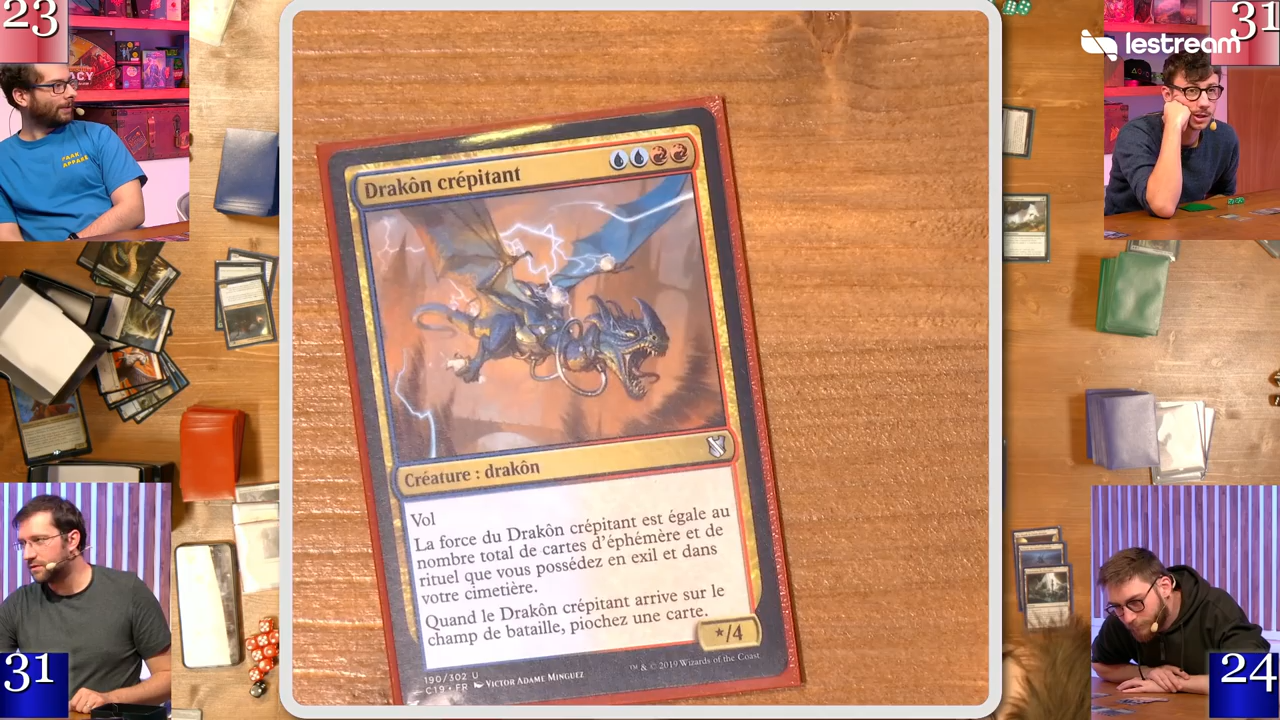 23
31
lestream
PAAK.
APPARE
Drakôn crépitant
Créature : drakôn
Vol
La force du Drakôn crépitant est égale au
nombre total de cartes d'éphémère et de
rituel que vous possédez en exil et dans
votre cimetière.
Quand le Drakôn crépitant arrive sur le
champ de bataille, piochez une carte.
*/4
190/302 U
C19 • FR VICTOR ADAME MINGUEZ
™ & © 2019 Wizards of the Coast
31
24